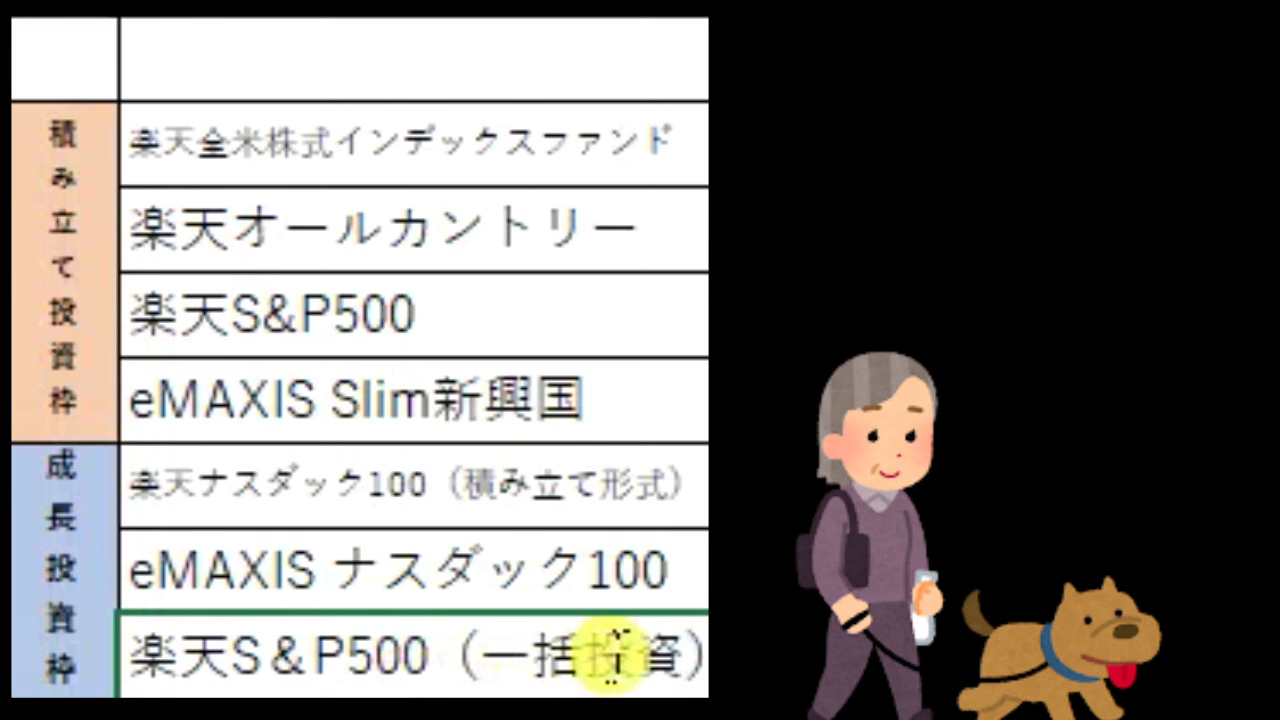 積み立て投資枠
楽天全米株式インデックスファンド
楽天オールカントリー
楽天S&P500
eMAXIS Slim新興国
成長投資枠
楽天ナスダック100（積み立て形式）
eMAXIS ナスダック100
楽天S＆P500（一括投資）